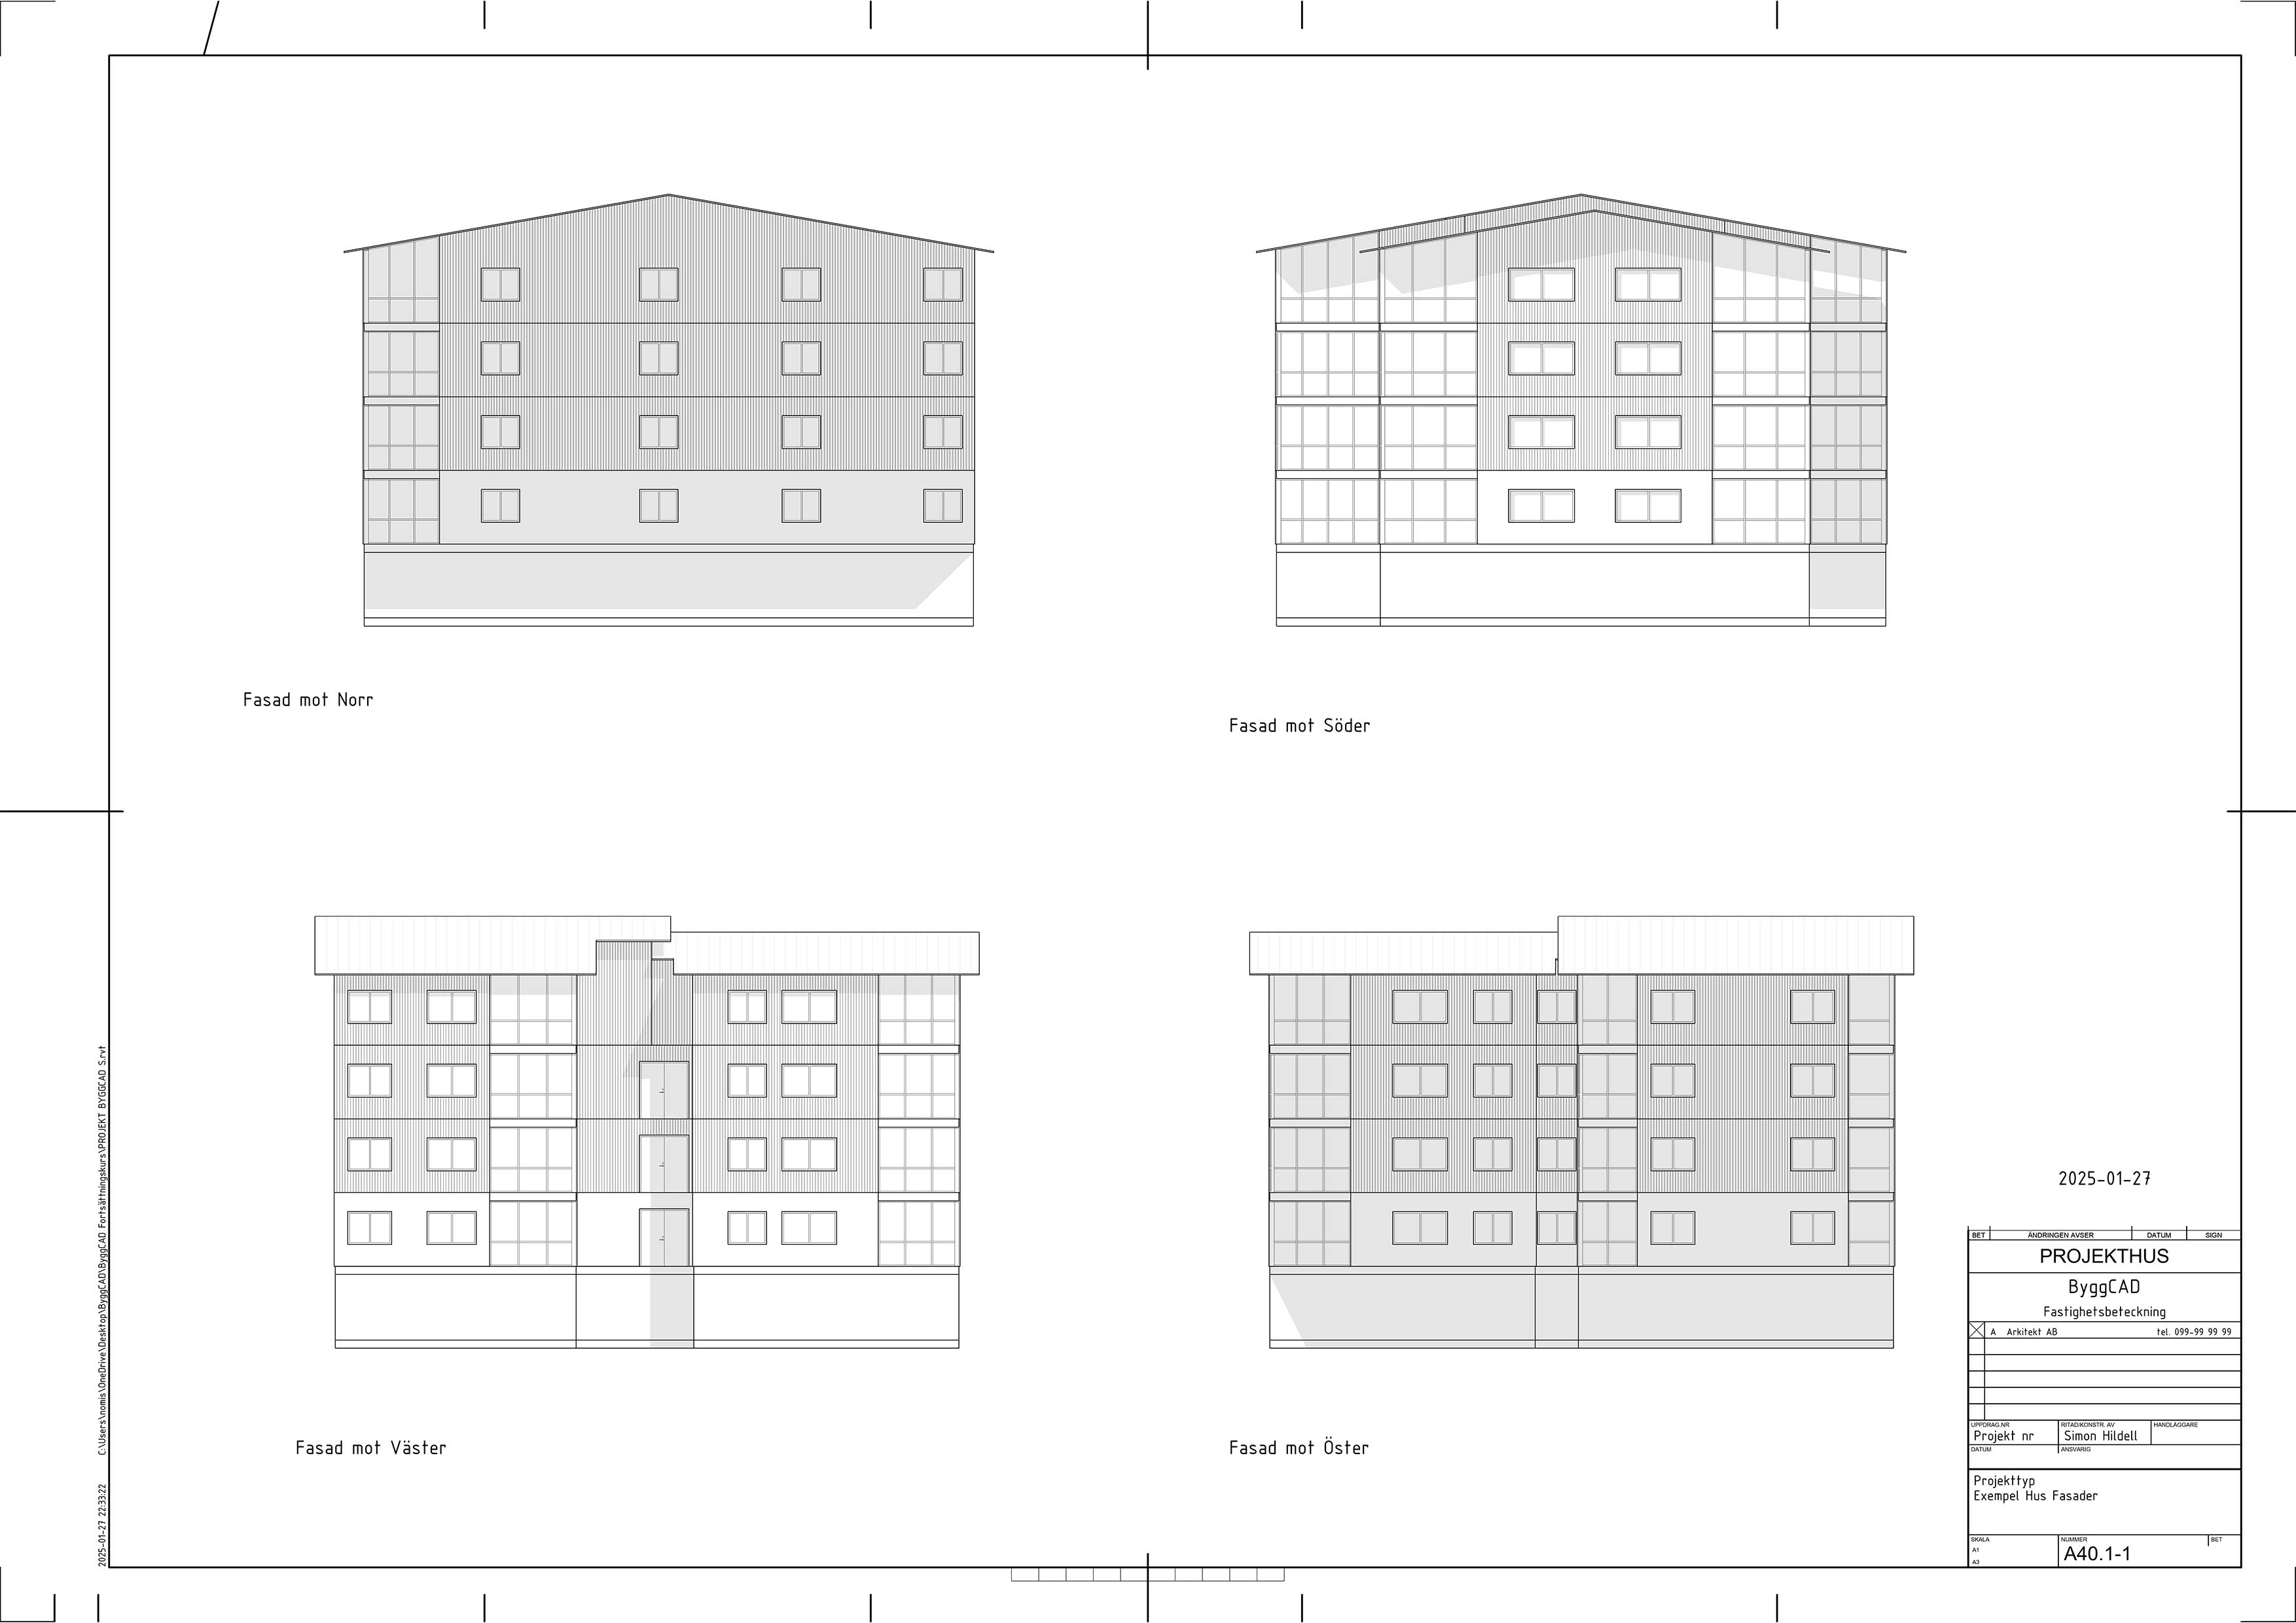 Fasad mot Norr
Fasad mot Söder
Fasad mot Väster
Fasad mot Öster
2025-01-27 22:33:22 C:\Users\nomis\OneDrive\Desktop\ByggCAD\ByggCAD Fortsättningskurs\PROJEKT BYGGCAD S.rvt
2025-01-27
BET ÄNDRINGEN AVSER DATUM SIGN
PROJEKTHUS
ByggCAD
Fastighetsbeteckning
A Arkitekt AB tel. 099-99 99 99
UPPDRAG.NR RITAD/KONSTR. AV HANDLÄGGARE
Projekt nr Simon Hildell
DATUM ANSVARIG
Projekttyp
Exempel Hus Fasader
SKALA NUMMER BET
A1
A40.1-1
A3